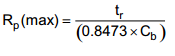 Rp(max) = tr
(0.8473 × Cb)